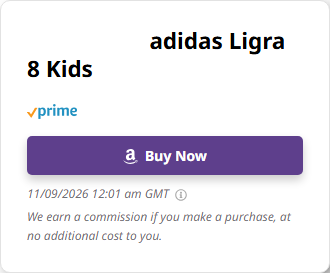 adidas Ligra
8 Kids
prime
a Buy Now
11/09/2026 12:01 am GMT
We earn a commission if you make a purchase, at
no additional cost to you.